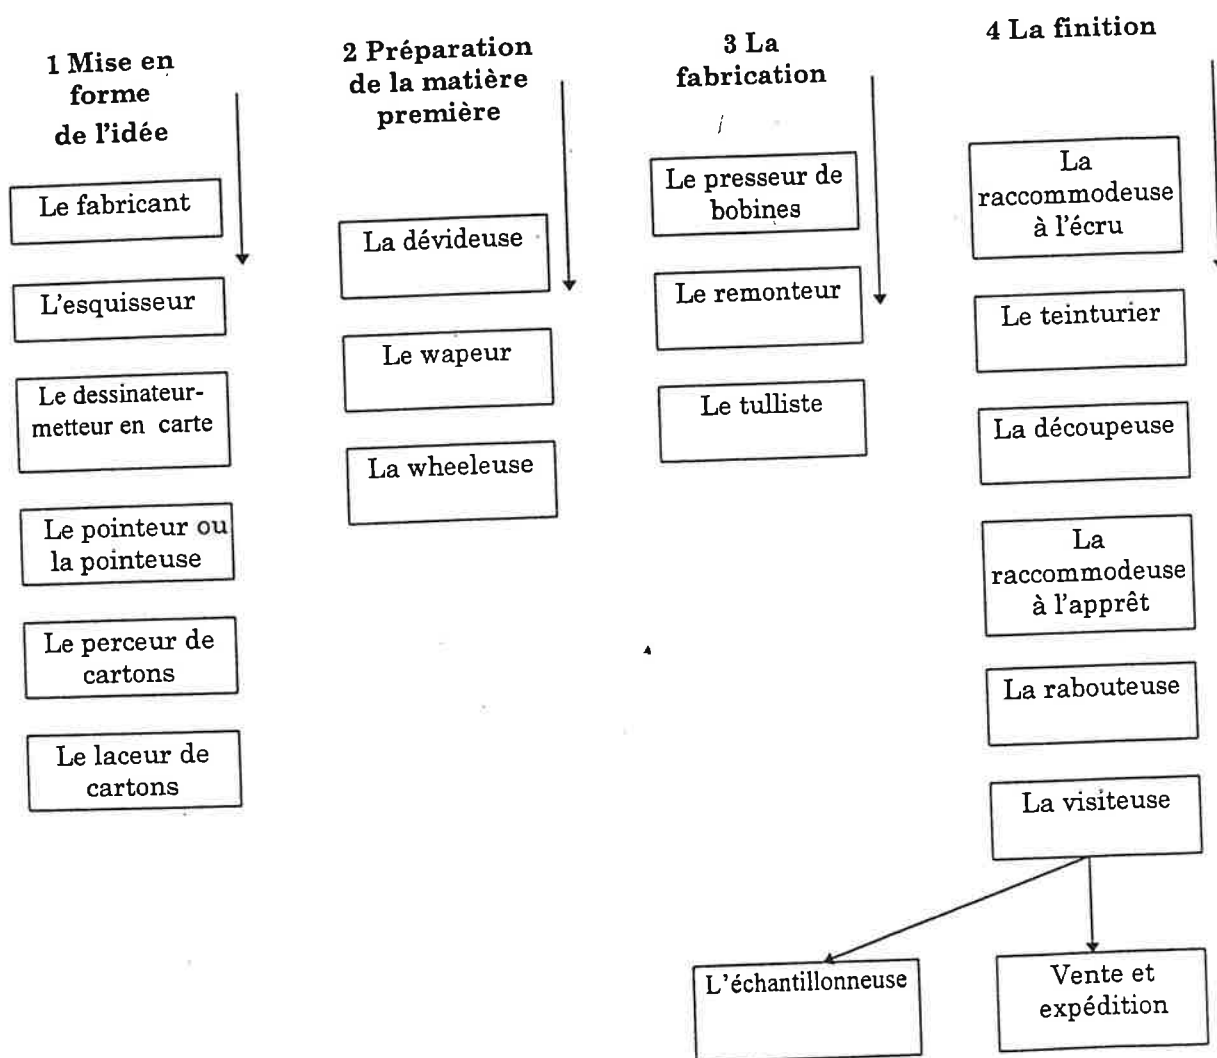 1 Mise en
forme
de l'idée
Le fabricant
L'esquisseur
Le dessinateur-
metteur en carte
Le pointeur ou
la pointeuse
Le perceur de
cartons
Le laceur de
cartons
2 Préparation
de la matière
première
La dévideuse
Le wapeur
La wheeleuse
3 La
fabrication
Le presseur de
bobines
Le remonteur
Le tulliste
4 La finition
La
raccommodeuse
à l'écru
Le teinturier
La découpeuse
La
raccommodeuse
à l'apprêt
La rabouteuse
La visiteuse
L'échantillonneuse
Vente et
expédition